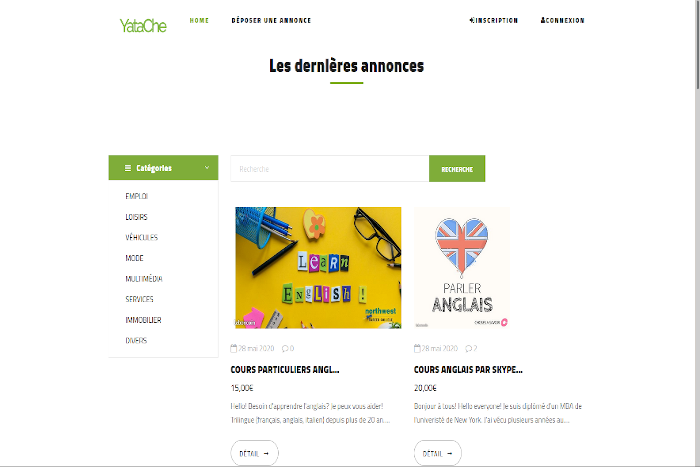 YataChe
HOME
DÉPOSER UNE ANNONCE
INSCRIPTION
CONNEXION
Les dernières annonces
Catégories
Recherche
RECHERCHE
EMPLOI
LOISIRS
VÉHICULES
MODE
MULTIMÉDIA
SERVICES
IMMOBILIER
DIVERS
Learn
English!
northwest
PARLER
ANGLAIS
28 mai 2020 0
COURS PARTICULIERS ANGL...
15,00€
Hello! Besoin d'apprendre l'anglais? Je peux vous aider!
Trilingue (français, anglais, italien) depuis plus de 20 an ...
DÉTAIL →
28 mai 2020 2
COURS ANGLAIS PAR SKYPE...
20,00€
Bonjour à tous! Hello everyone! Je suis diplômé d'un MBA de
l'univeristé de New York. J'ai vécu plusieurs années au ...
DÉTAIL →